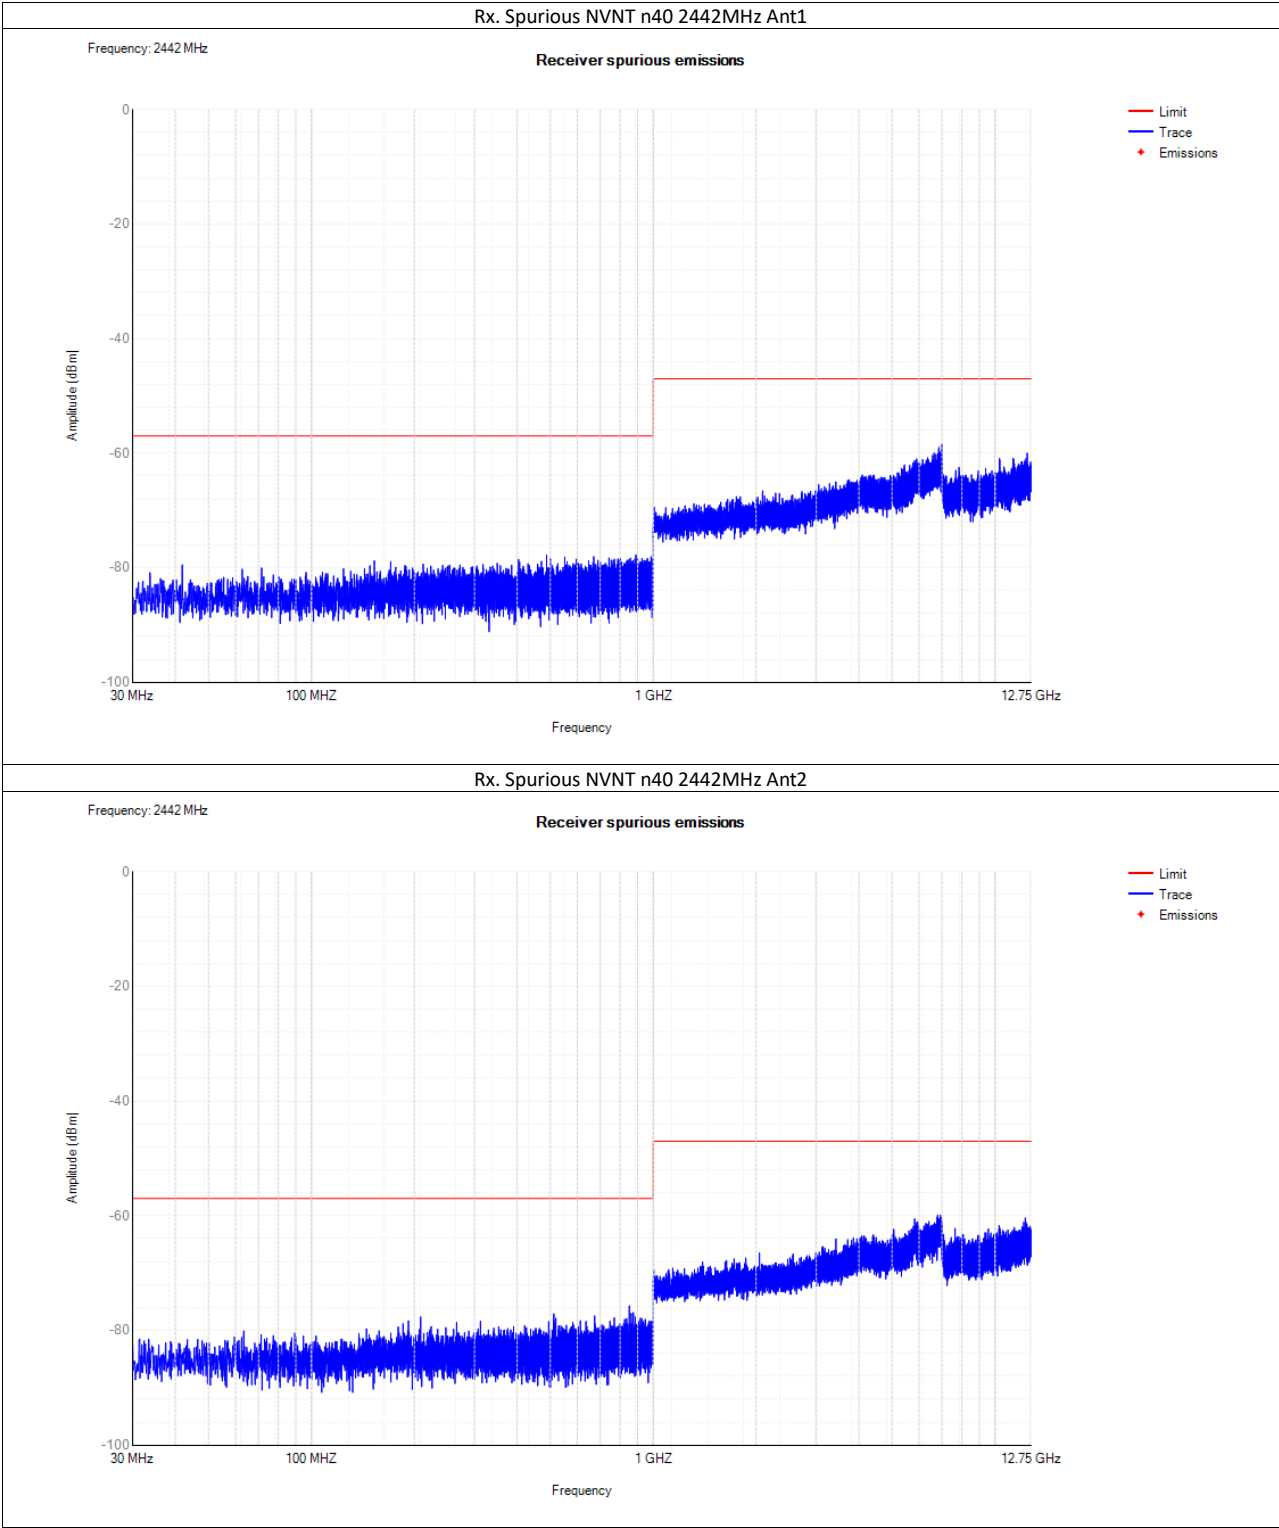 Rx. Spurious NVNT n40 2442MHz Ant1
Frequency: 2442 MHz
Receiver spurious emissions
Limit
Trace
Emissions
0
-20
-40
-60
-80
-100
Amplitude [dBm]
30 MHz 100 MHZ 1 GHZ 12.75 GHz
Frequency
Rx. Spurious NVNT n40 2442MHz Ant2
Frequency: 2442 MHz
Receiver spurious emissions
Limit
Trace
Emissions
0
-20
-40
-60
-80
-100
Amplitude [dBm]
30 MHz 100 MHZ 1 GHZ 12.75 GHz
Frequency